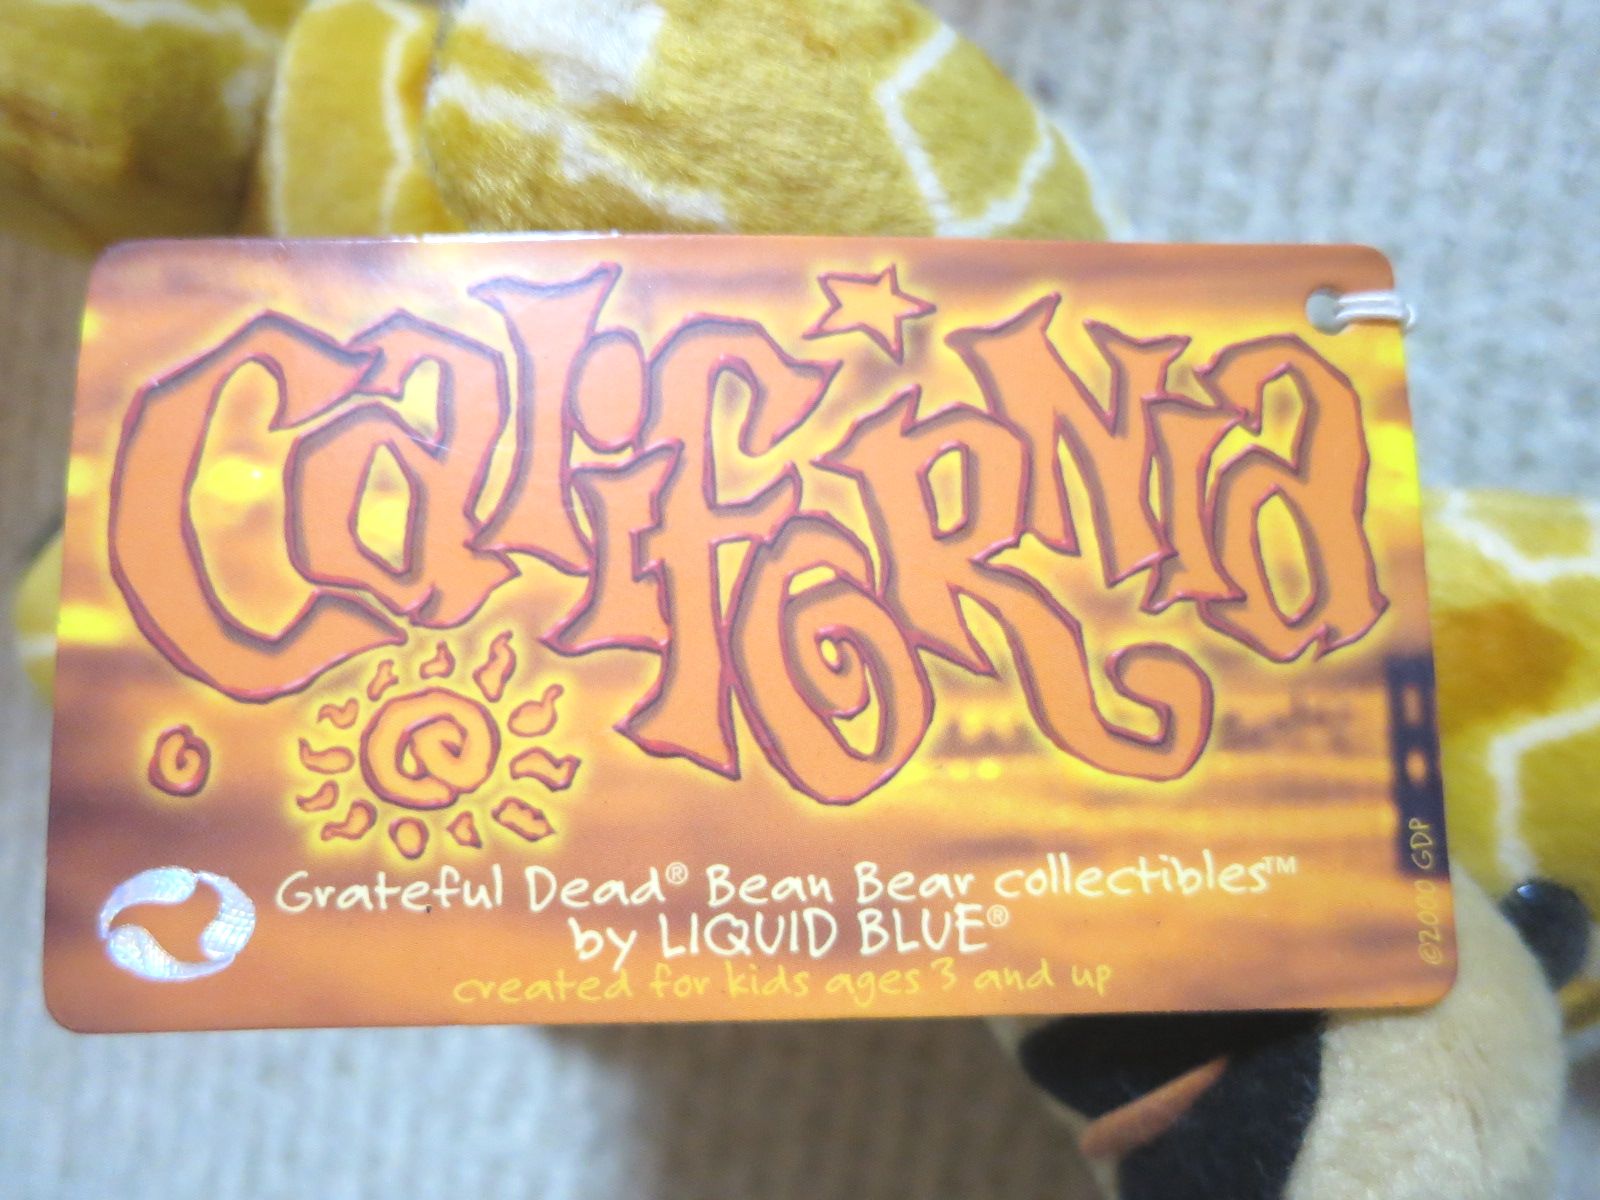 California
Grateful Dead® Bean Bear collectibles™
by LIQUID BLUE®
created for kids ages 3 and up
©2000 GDP